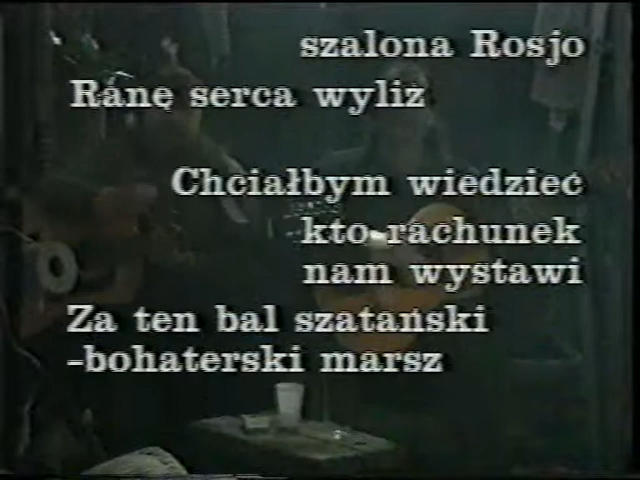 szalona Rosjo
Ranę serca wyliż
Chciałbym wiedzieć
kto rachunek
nam wystawi
Za ten bal szatański
-bohaterski marsz